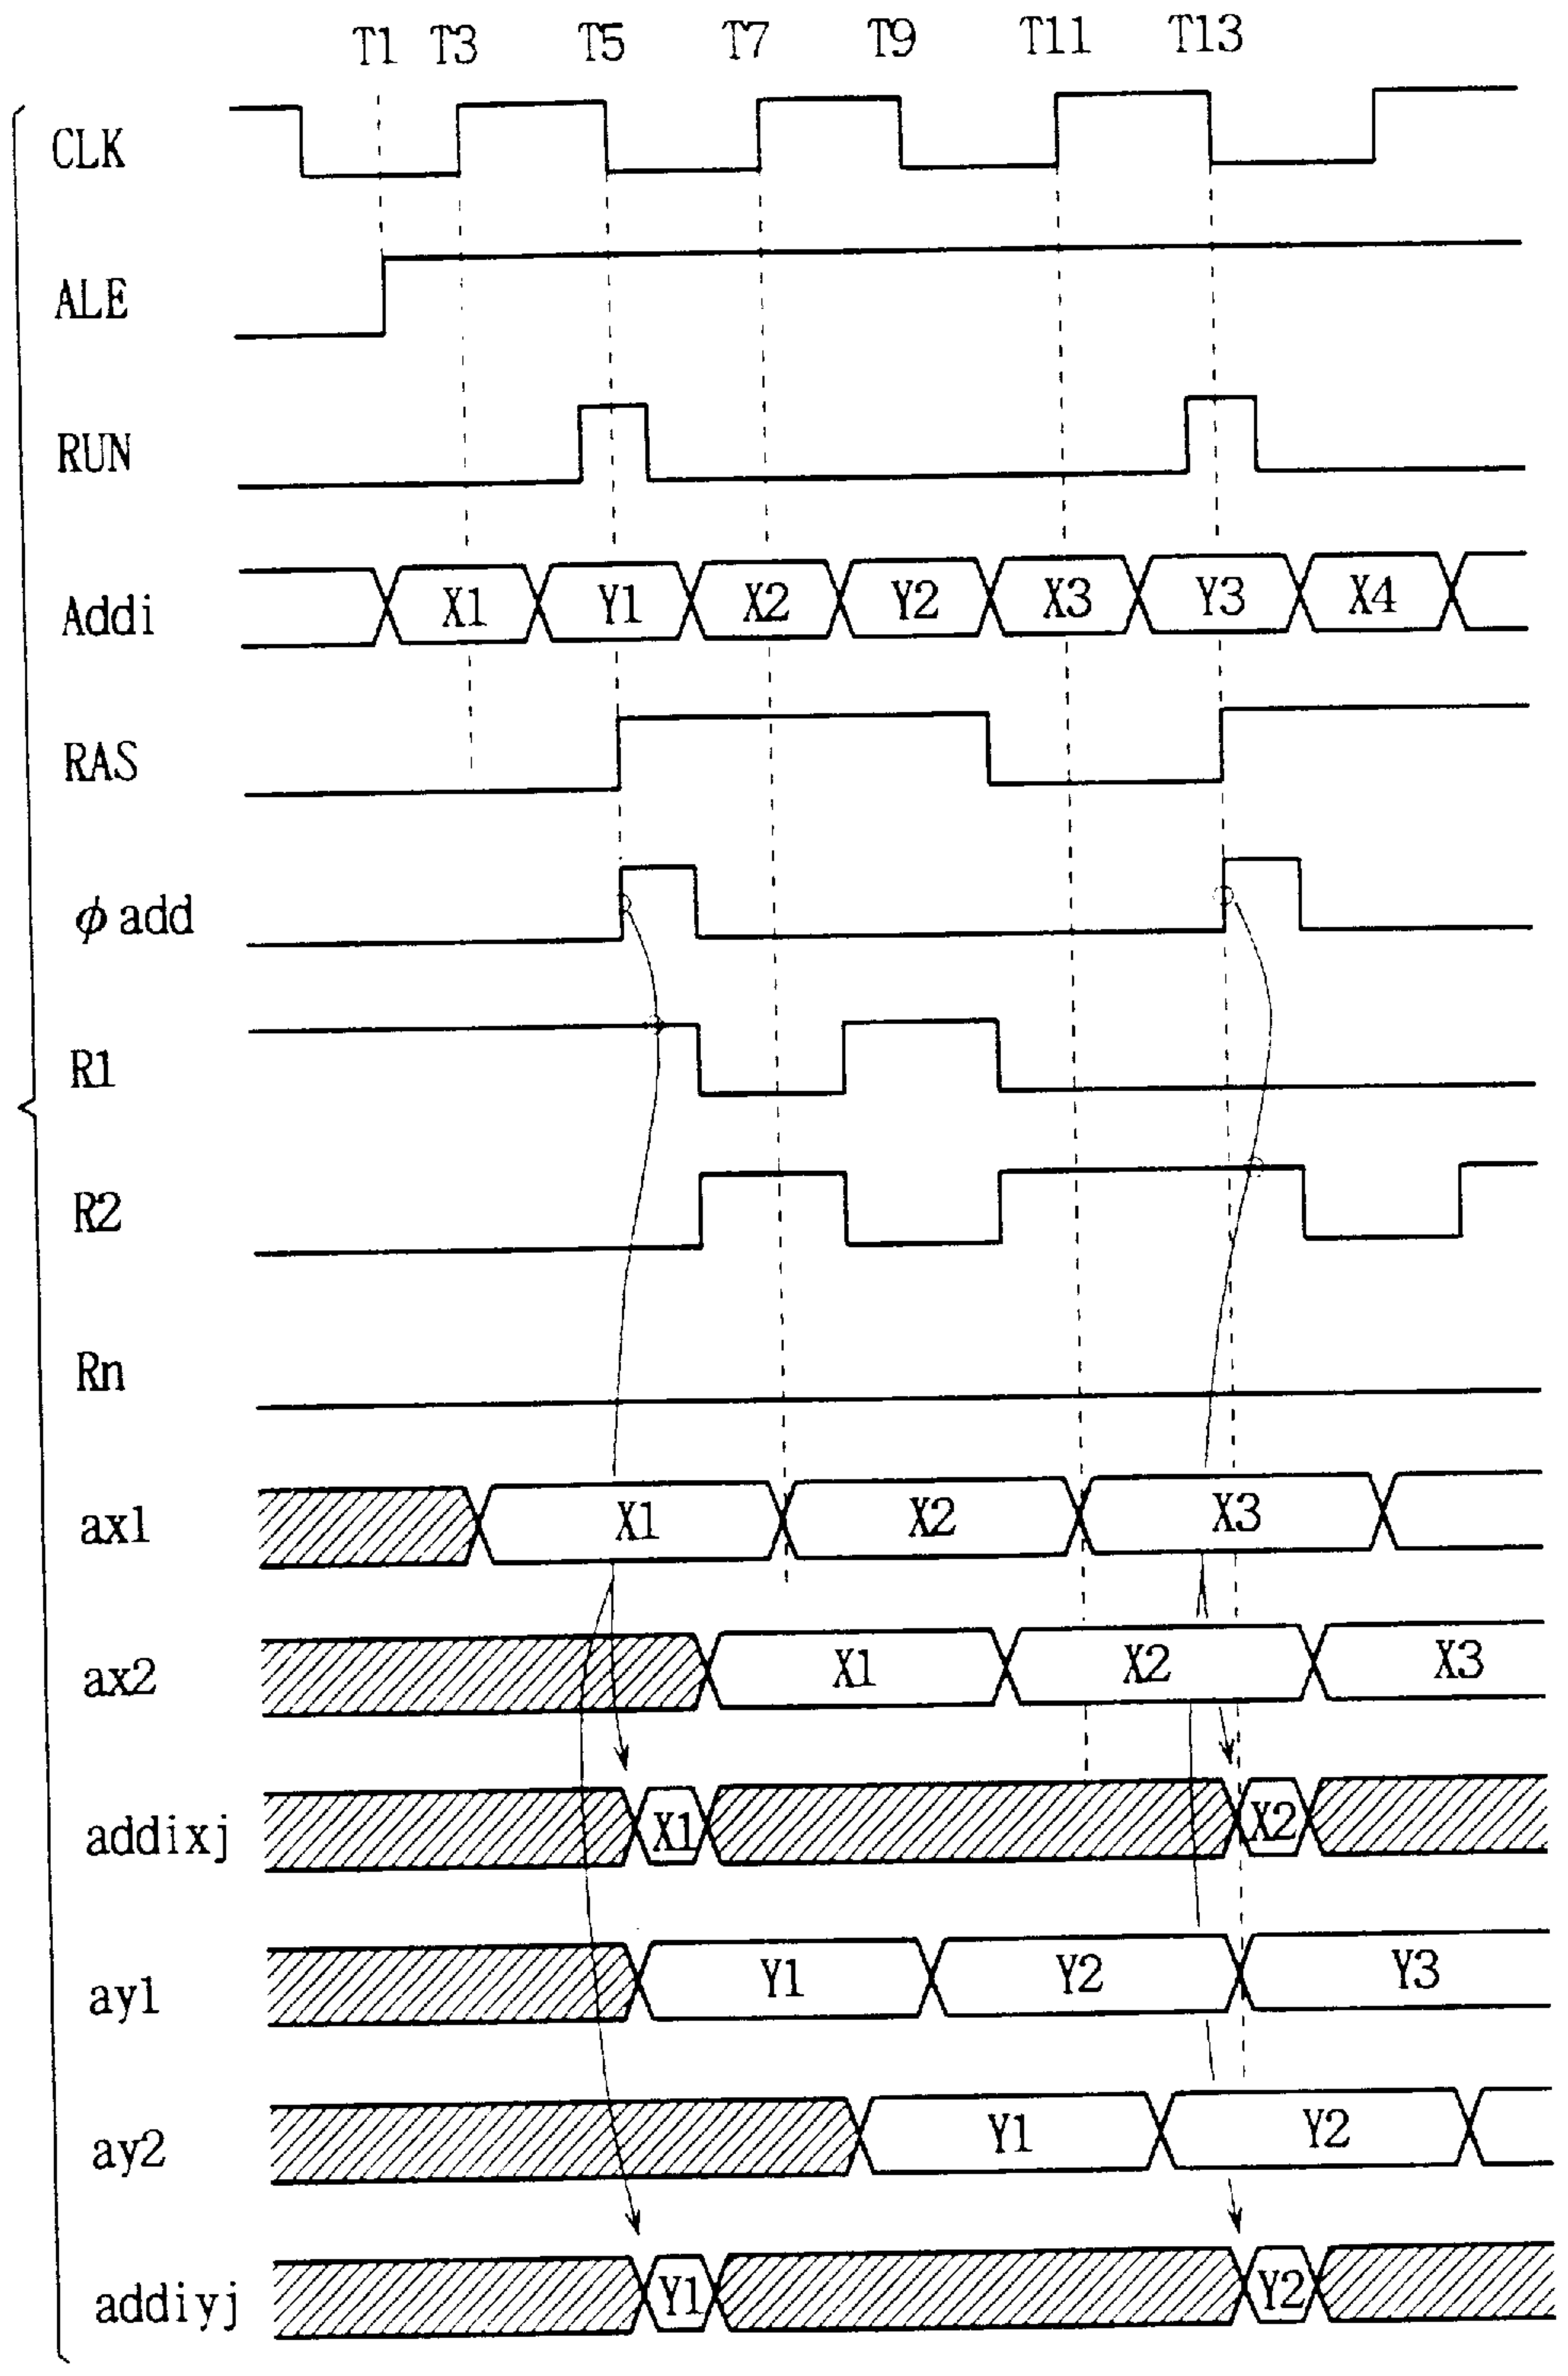 T1 T3 T5 T7 T9 T11 T13
CLK
ALE
RUN
Addi X1 Y1 X2 Y2 X3 Y3 X4
RAS
φ add
R1
R2
Rn
ax1 X1 X2 X3
ax2 X1 X2 X3
addixj X1 X2
ay1 Y1 Y2 Y3
ay2 Y1 Y2
addiyj Y1 Y2